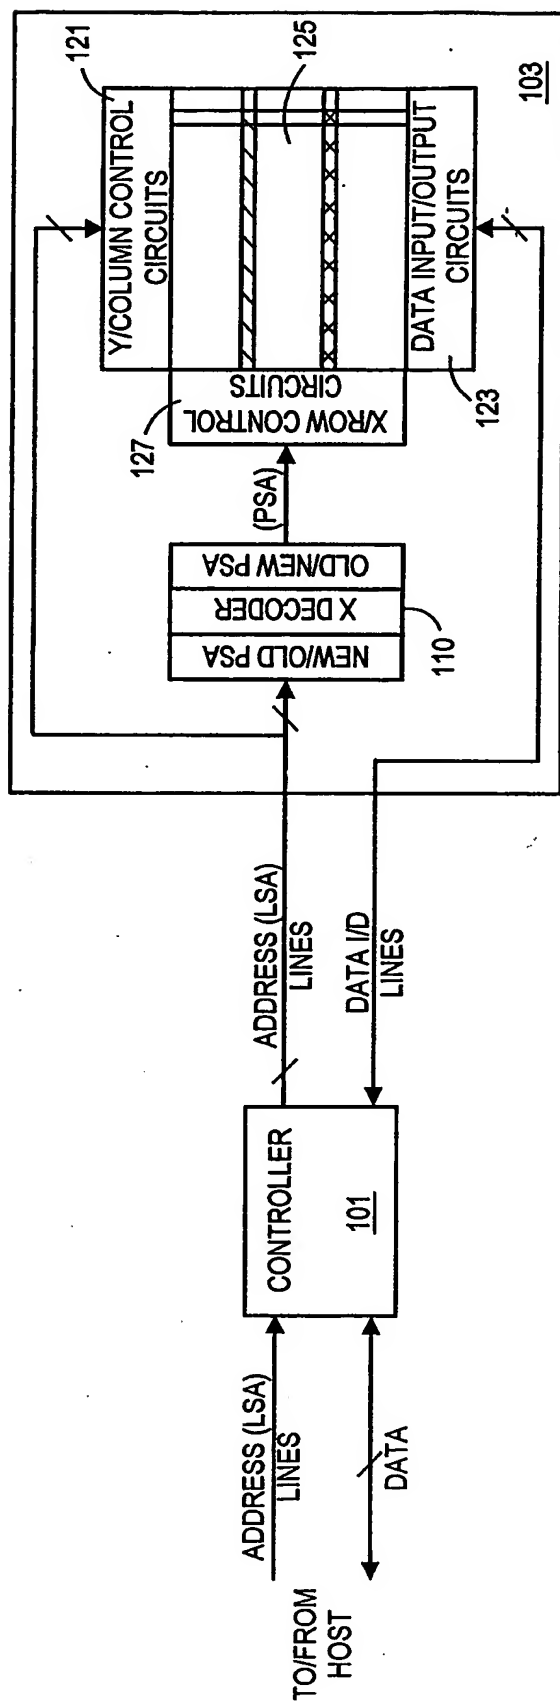 TO/FROM
HOST
ADDRESS (LSA)
LINES
DATA
CONTROLLER
101
ADDRESS (LSA)
LINES
DATA I/D
LINES
NEW/OLD PSA
X DECODER
OLD/NEW PSA
110
(PSA)
127
X/ROW CONTROL
CIRCUITS
Y/COLUMN CONTROL
CIRCUITS
121
125
DATA INPUT/OUTPUT
CIRCUITS
123
103